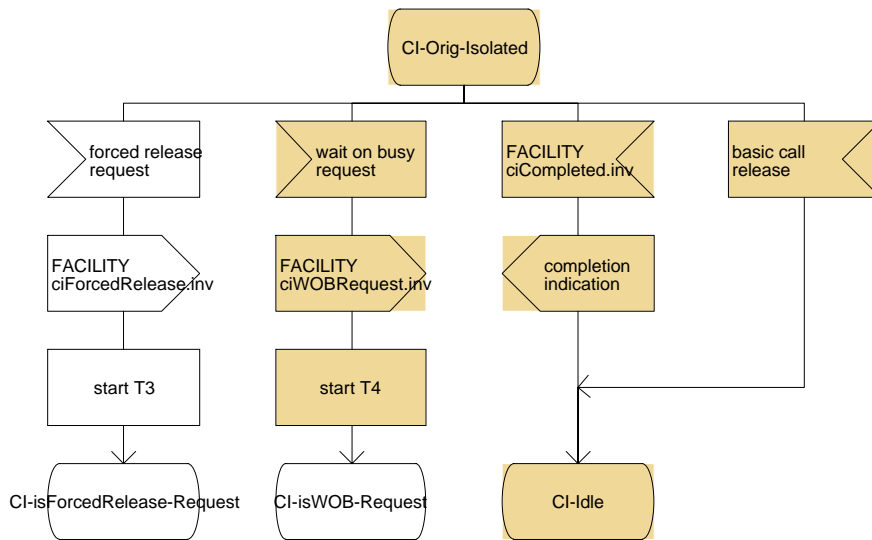 CI-Orig-Isolated
forced release
request
wait on busy
request
FACILITY
ciCompleted.inv
basic call
release
FACILITY
ciForcedRelease.inv
FACILITY
ciWOBRequest.inv
completion
indication
start T3
start T4
CI-isForcedRelease-Request
CI-isWOB-Request
CI-Idle